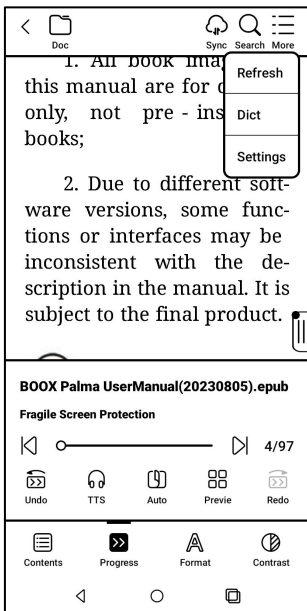 Doc
Sync Search More
Refresh
Dict
Settings
1. All book
this manual are for
only, not pre - ins
books;
2. Due to different soft-
ware versions, some func-
tions or interfaces may be
inconsistent with the de-
scription in the manual. It is
subject to the final product.
BOOX Palma UserManual(20230805).epub
Fragile Screen Protection
4/97
Undo TTS Auto Previe Redo
Contents Progress Format Contrast